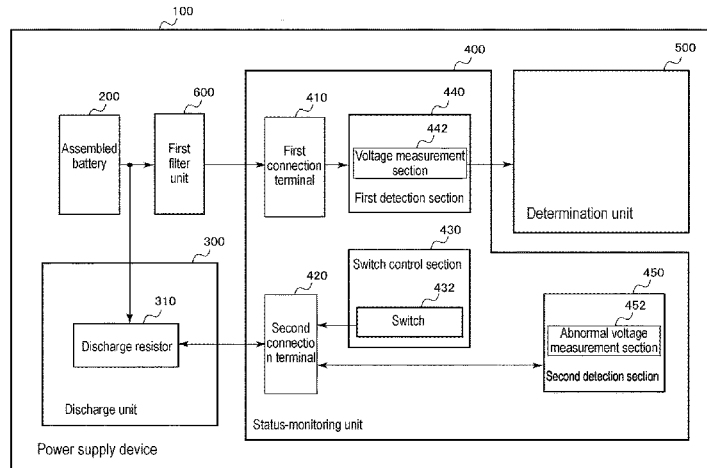 100
200
Assembled
battery
600
First
filter
unit
400
410
First
connection
terminal
440
442
Voltage measurement
section
First detection section
500
Determination unit
300
310
Discharge resistor
Discharge unit
420
Second
connectio
n terminal
430
Switch control section
432
Switch
450
452
Abnormal voltage
measurement section
Second detection section
Status-monitoring unit
Power supply device